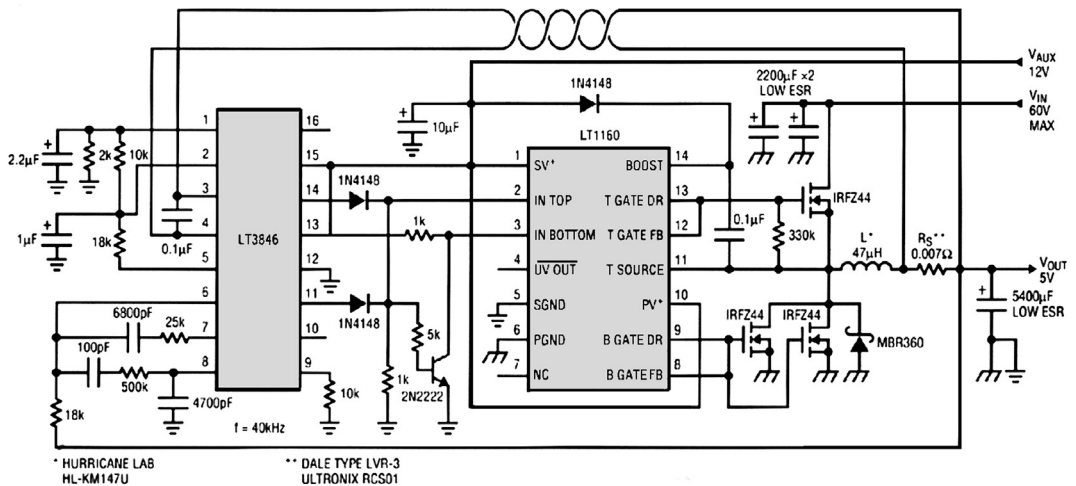 V_AUX
12V
1N4148
2200µF ×2
LOW ESR
V_IN
60V
MAX
10µF
LT1160
1
16
2.2µF
2k
10k
2
15
1
SV⁺
BOOST
14
3
14
1N4148
2
IN TOP
T GATE DR
13
IRFZ44
1µF
4
13
1k
3
IN BOTTOM
T GATE FB
12
0.1µF
330k
0.1µF
LT3846
L*
47µH
R_S**
0.007Ω
18k
5
12
4
UV OUT
T SOURCE
11
V_OUT
5V
6
11
5
SGND
PV⁺
10
5400µF
LOW ESR
6800pF
25k
7
10
1N4148
5k
6
PGND
B GATE DR
9
IRFZ44
IRFZ44
MBR360
100pF
500k
8
9
7
NC
B GATE FB
8
4700pF
10k
1k
2N2222
18k
f = 40kHz
* HURRICANE LAB
HL-KM147U
** DALE TYPE LVR-3
ULTRONIX RCS01